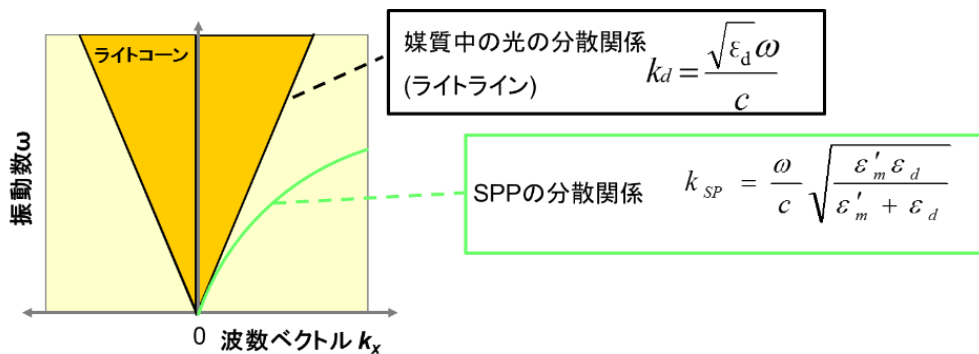 ライトコーン
媒質中の光の分散関係
(ライトライン)
k_d = √ε_d ω / c
SPPの分散関係
k_SP = ω/c √(ε′_m ε_d / (ε′_m + ε_d))
振動数ω
0
波数ベクトル k_x